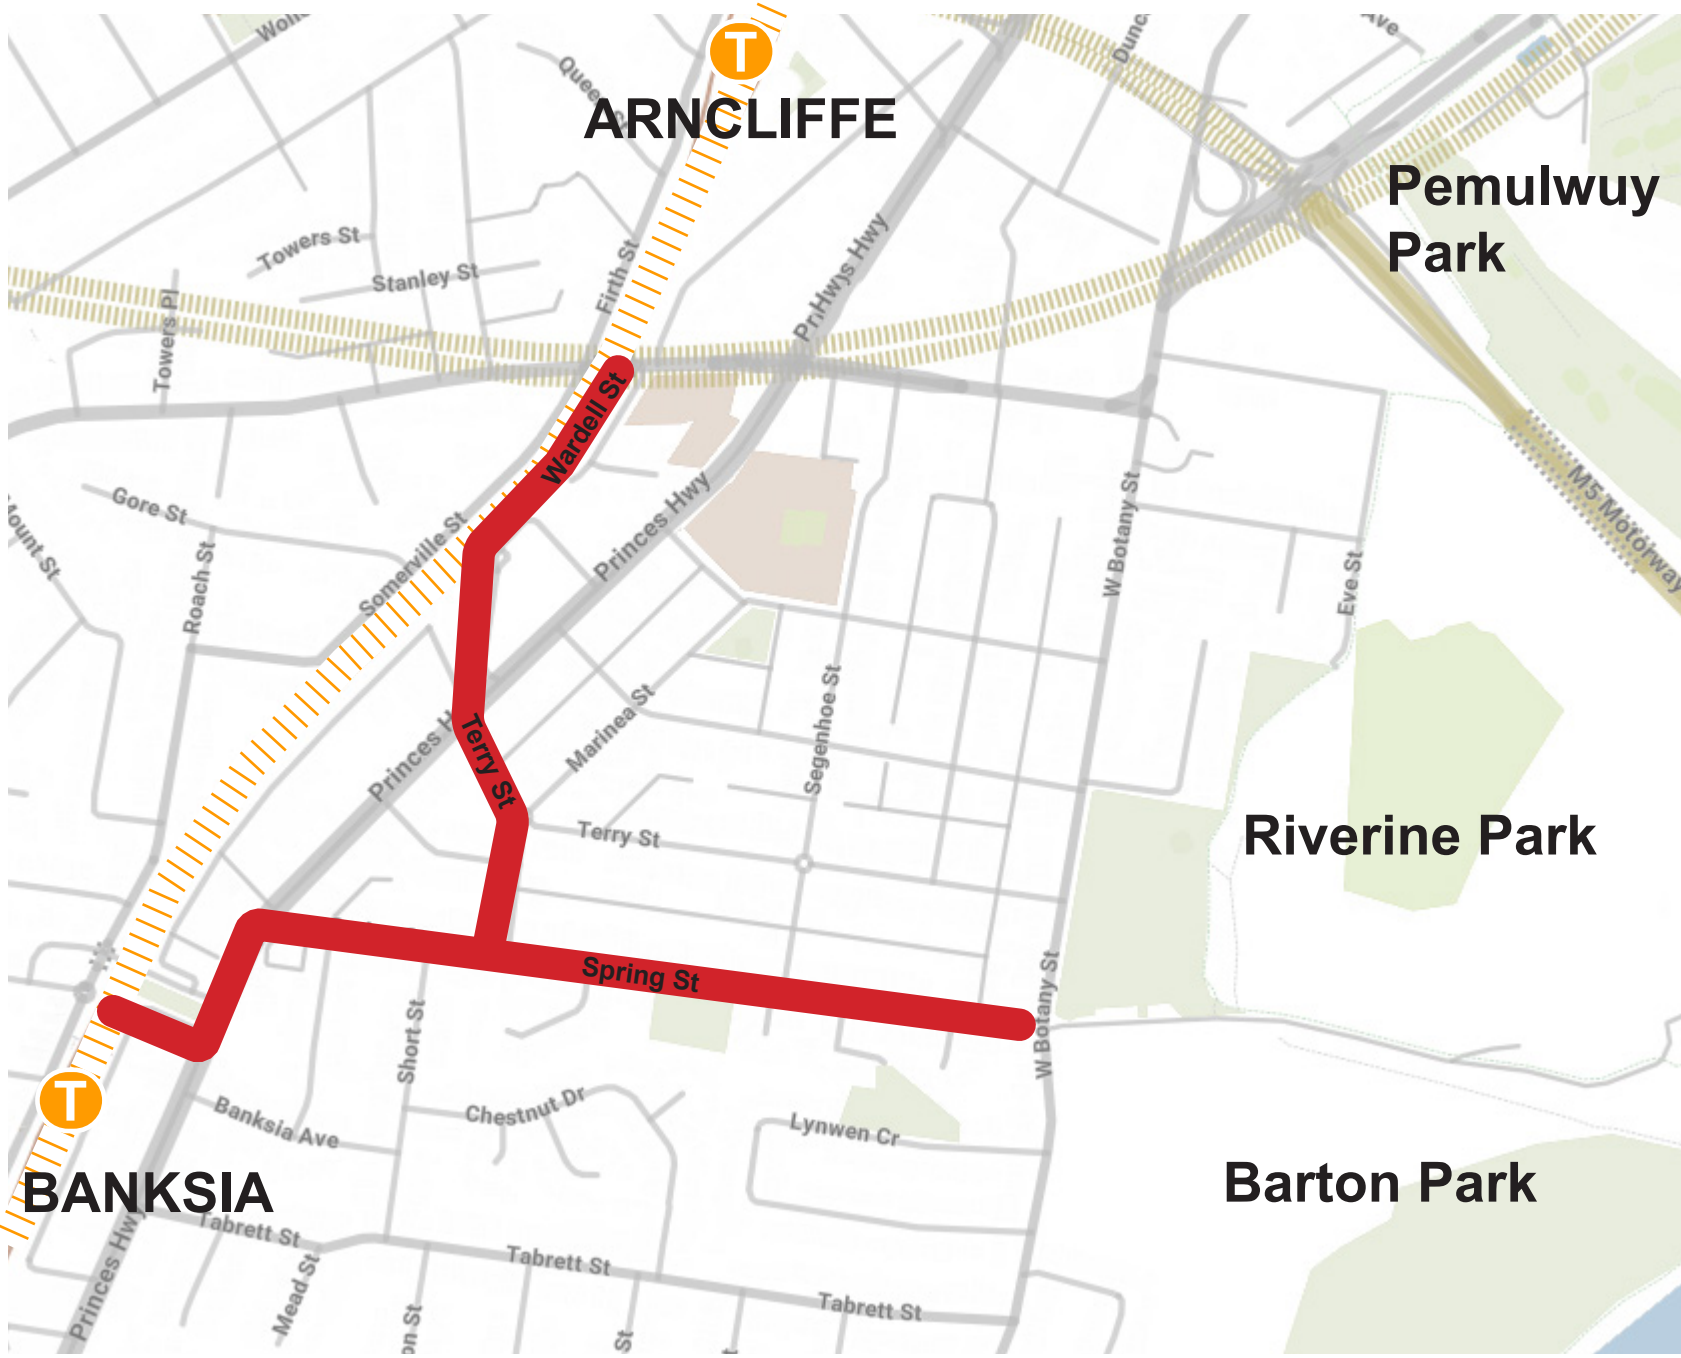 Ave
T
ARNCLIFFE
Pemulwuy
Park
Towers St
Stanley St
Firth St
Towers Pl
Wardell St
Princes Hwy
Gore St
Somerville St
Roach St
W Botany St
Eve St
M5 Motorway
Marinea St
Segenhoe St
Terry St
Terry St
Riverine Park
Spring St
W Botany St
Short St
T
Banksia Ave
Chestnut Dr
Lynwen Cr
BANKSIA
Barton Park
Tabrett St
Tabrett St
Tabrett St
Mead St
Princes Hwy
St